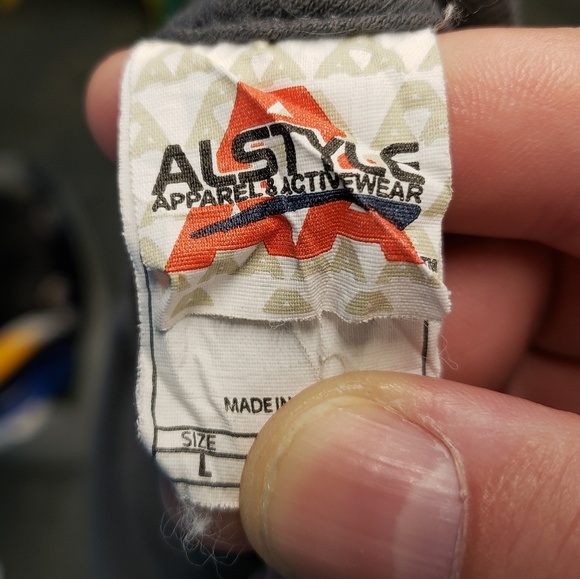 ALSTYLE
APPAREL & ACTIVEWEAR
TM
MADE IN
SIZE
L